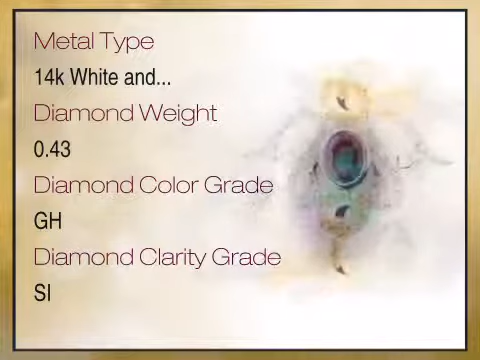 Metal Type
14k White and...
Diamond Weight
0.43
Diamond Color Grade
GH
Diamond Clarity Grade
SI